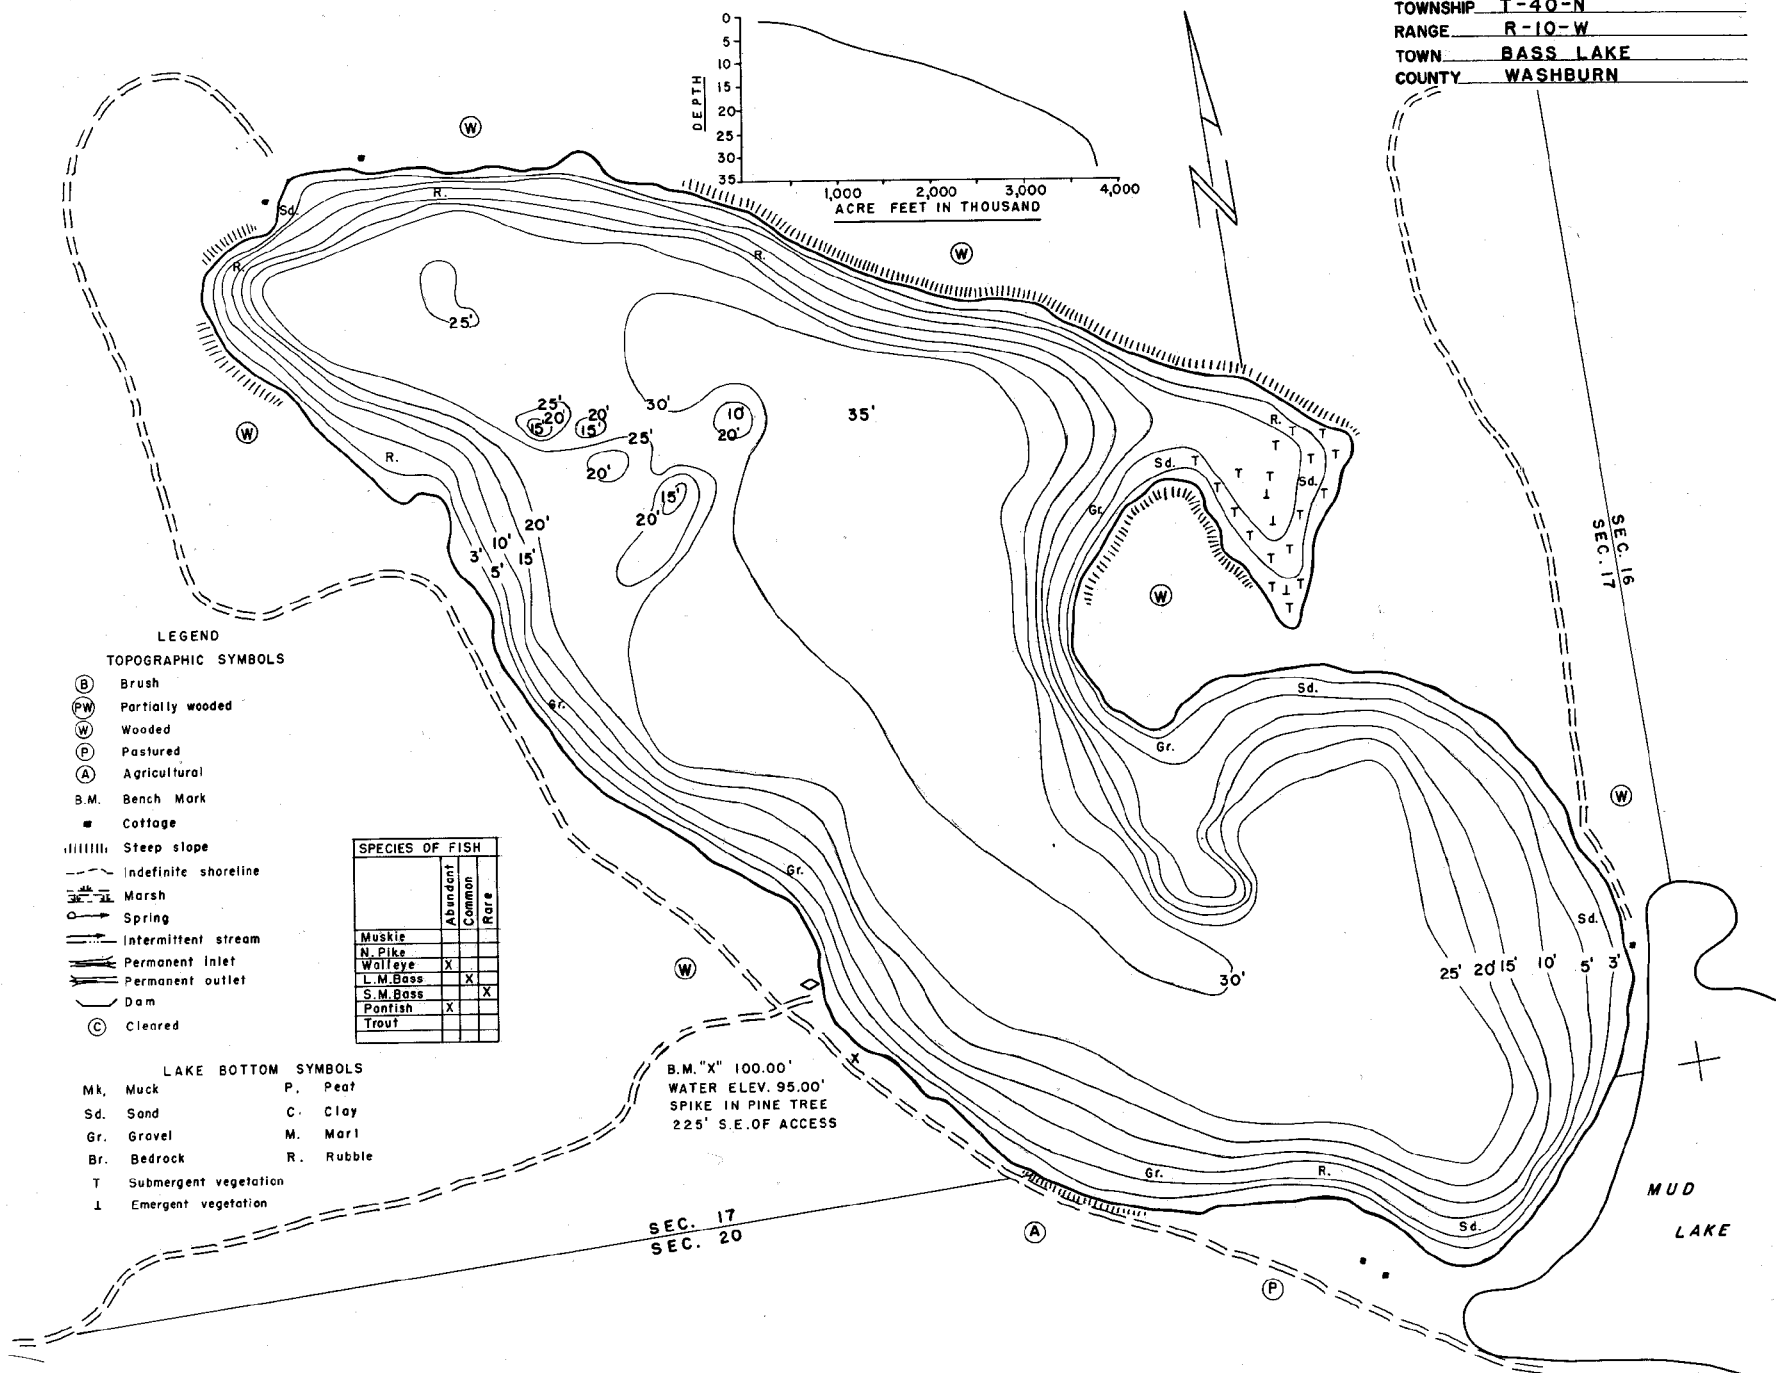 TOWNSHIP T-40-N
RANGE R-10-W
TOWN BASS LAKE
COUNTY WASHBURN
DEPTH
0
5
10
15
20
25
30
35
1,000 2,000 3,000 4,000
ACRE FEET IN THOUSAND
W
R.
Sd.
R.
R.
W
25'
W
25'
20'
15'
20'
15'
30'
25'
10
20'
35'
20'
15'
20'
R.
R.
T T T T T T T T T T T T T T T T T T T T
Sd.
Sd.
Gr.
W
20'
10'
15'
3'
5'
SEC. 16
SEC. 17
Gr.
Sd.
Gr.
W
Gr.
Sd.
30'
25' 20' 15' 10' 5' 3'
W
X
LEGEND
TOPOGRAPHIC SYMBOLS
B Brush
PW Partially wooded
W Wooded
P Pastured
A Agricultural
B.M. Bench Mark
Cottage
Steep slope
Indefinite shoreline
Marsh
Spring
Intermittent stream
Permanent inlet
Permanent outlet
Dam
C Cleared
LAKE BOTTOM SYMBOLS
Mk, Muck P. Peat
Sd. Sand C. Clay
Gr. Gravel M. Marl
Br. Bedrock R. Rubble
T Submergent vegetation
⊥ Emergent vegetation
SPECIES OF FISH
Abundant Common Rare
Muskie
N. Pike
Walleye X
L.M.Bass X
S.M.Bass X
Panfish X
Trout
B.M."X" 100.00'
WATER ELEV. 95.00'
SPIKE IN PINE TREE
225' S.E.OF ACCESS
Gr.
R.
Sd.
MUD
LAKE
SEC. 17
SEC. 20
A
P